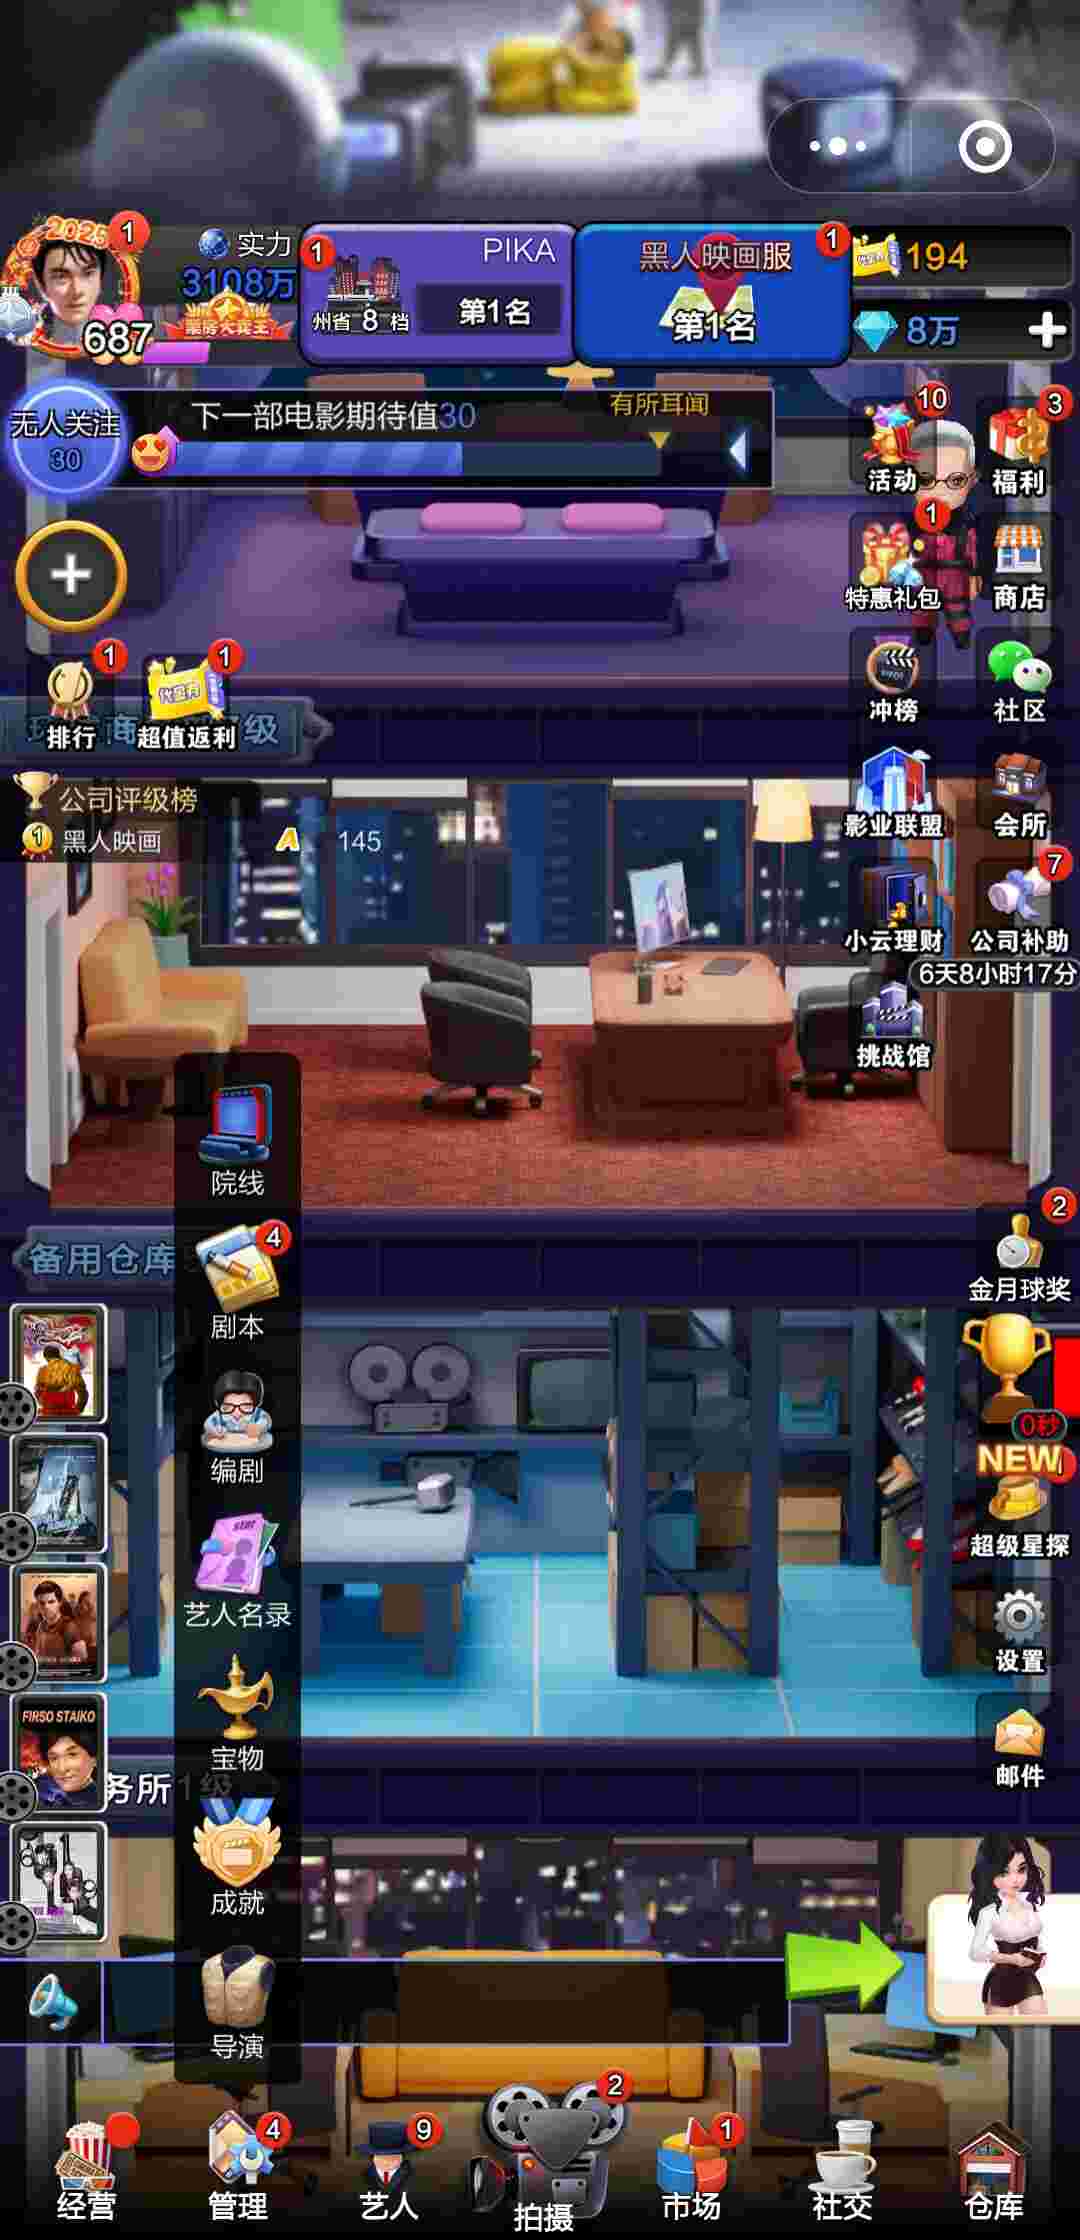 2025
1
实力
3108万
票房大赛王
687
1
PIKA
州省 8 档
第1名
黑人映画服
1
第1名
代金券
194
8万
无人关注
30
下一部电影期待值30
有所耳闻
10
活动
3
福利
1
特惠礼包
商店
1
排行
1
代金券
超值返利
级
冲榜
社区
公司评级榜
1
黑人映画
A
145
影业联盟
会所
7
小云理财
公司补助
6天8小时17分
挑战馆
院线
备用仓库
4
剧本
2
金月球奖
编剧
0秒
NEW
超级星探
STAR
艺人名录
设置
FIRSO STAIKO
宝物
邮件
务所1级
成就
导演
经营
4
管理
9
艺人
2
拍摄
1
市场
社交
仓库